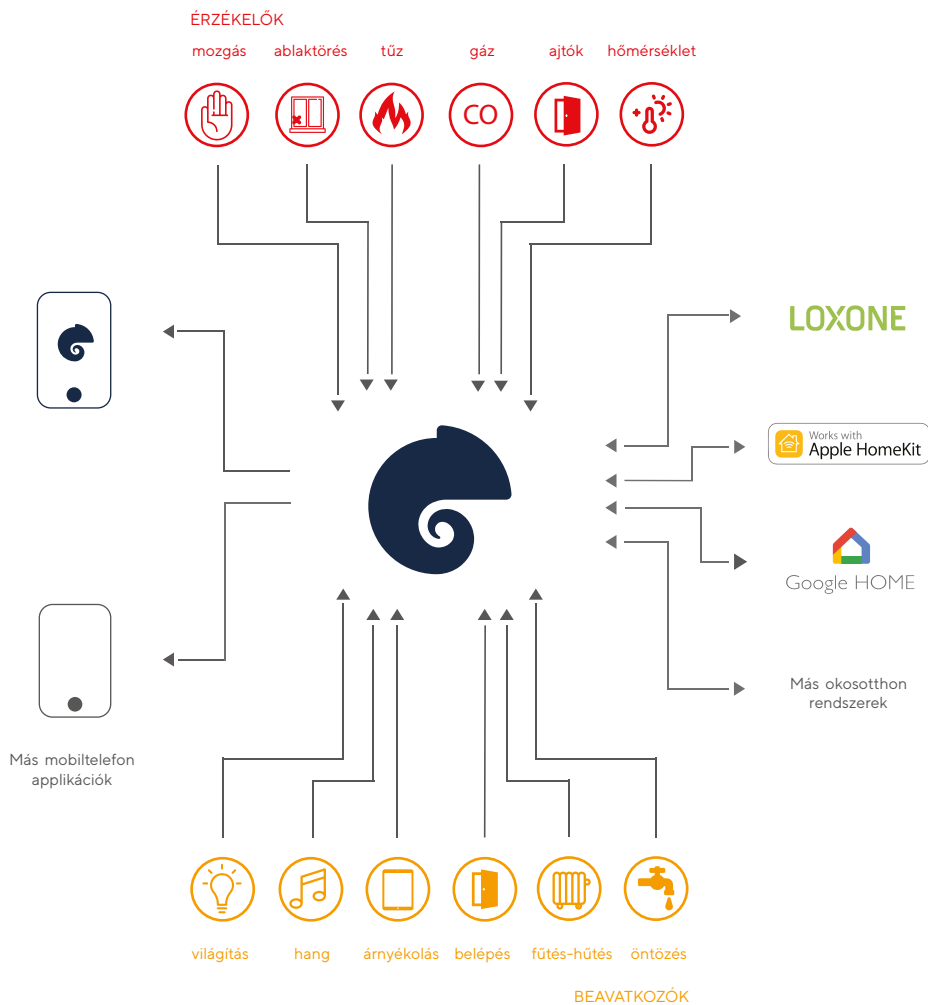 ÉRZÉKELŐK
mozgás ablaktörés tűz gáz ajtók hőmérséklet
CO
LOXONE
Works with
Apple HomeKit
Google HOME
Más okosotthon
rendszerek
Más mobiltelefon
applikációk
világítás hang árnyékolás belépés fűtés-hűtés öntözés
BEAVATKOZÓK